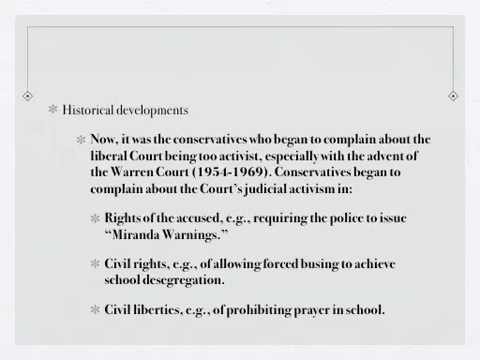 Historical developments
Now, it was the conservatives who began to complain about the
liberal Court being too activist, especially with the advent of
the Warren Court (1954-1969). Conservatives began to
complain about the Court's judicial activism in:
Rights of the accused, e.g., requiring the police to issue
“Miranda Warnings.”
Civil rights, e.g., of allowing forced busing to achieve
school desegregation.
Civil liberties, e.g., of prohibiting prayer in school.